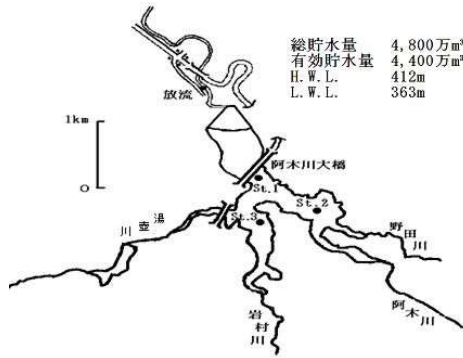 総貯水量 4,800万m³
有効貯水量 4,400万m³
H.W.L. 412m
L.W.L. 363m
放流
1km
0
阿木川大橋
St.1
St.2
St.3
川壺湯
野田川
阿木川
岩村川